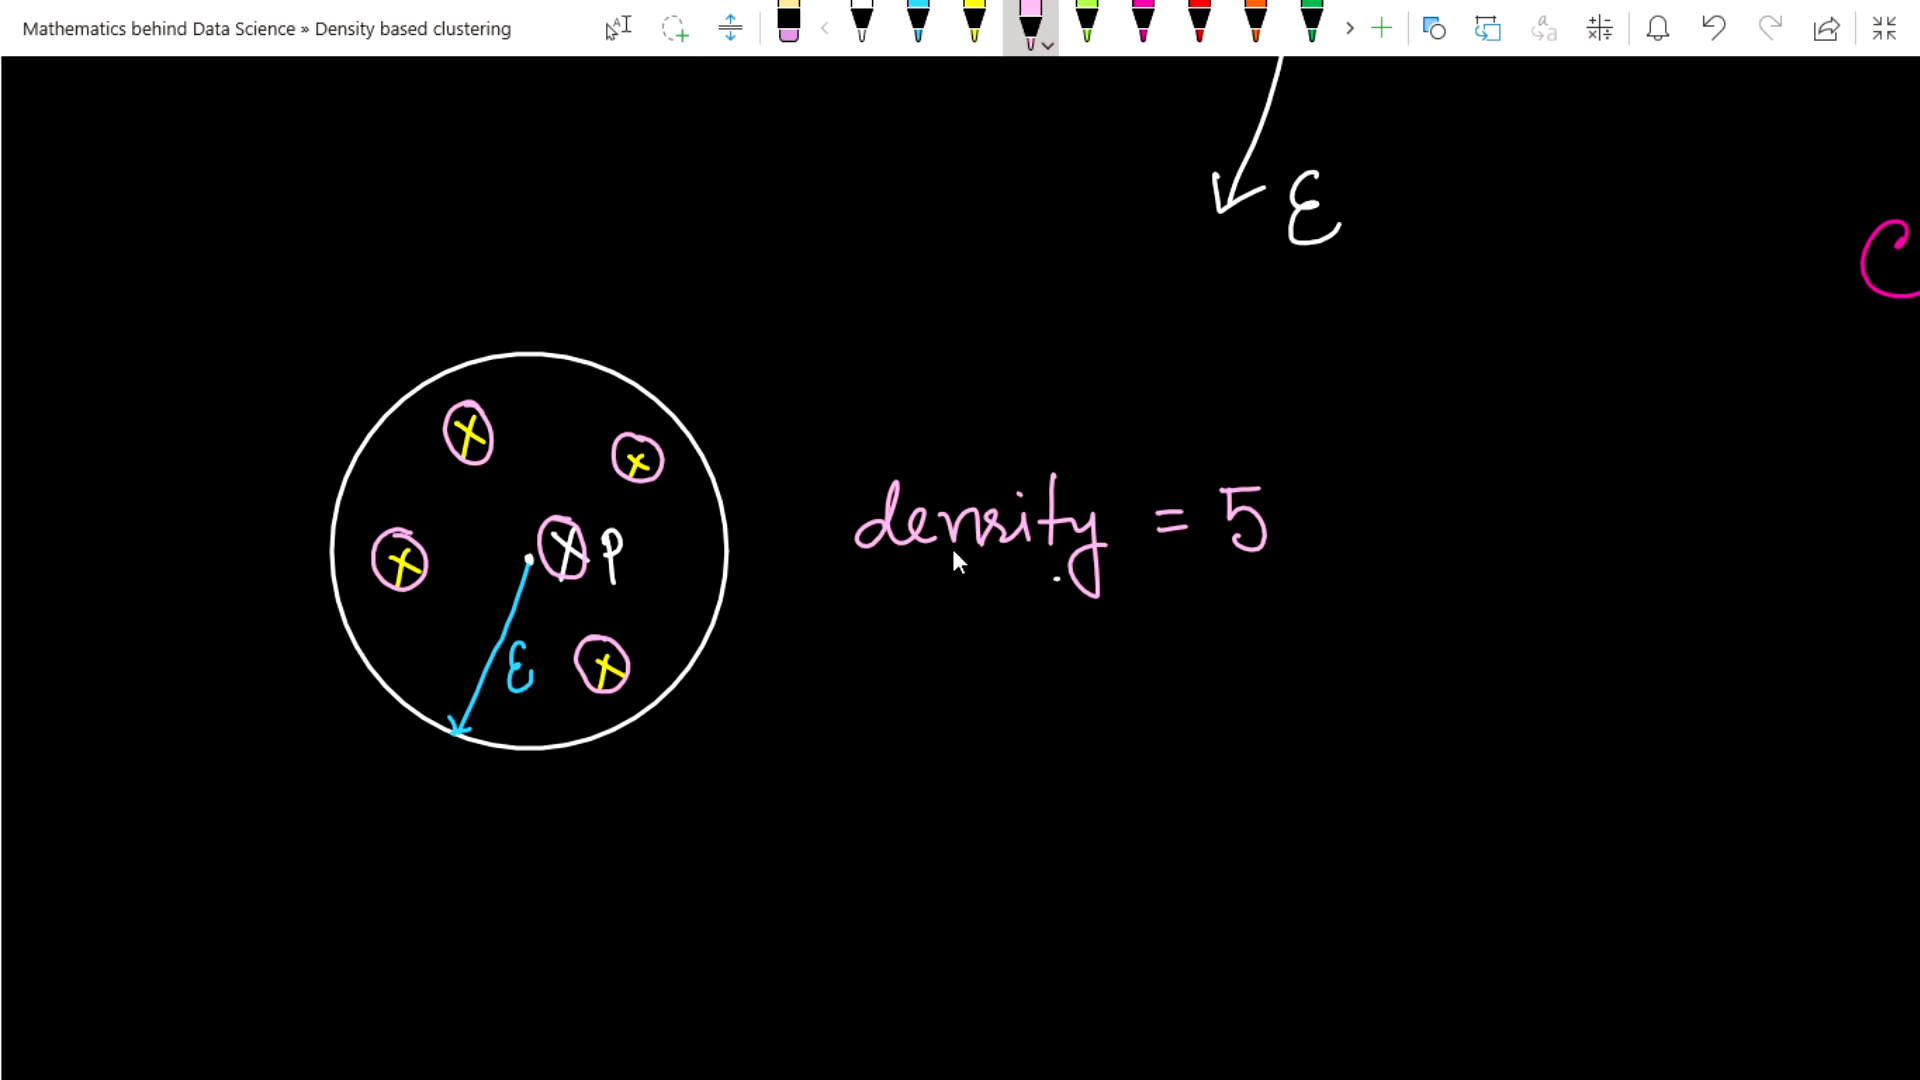 Mathematics behind Data Science » Density based clustering
ε
C
X
x
density = 5
x
X p
ε
x